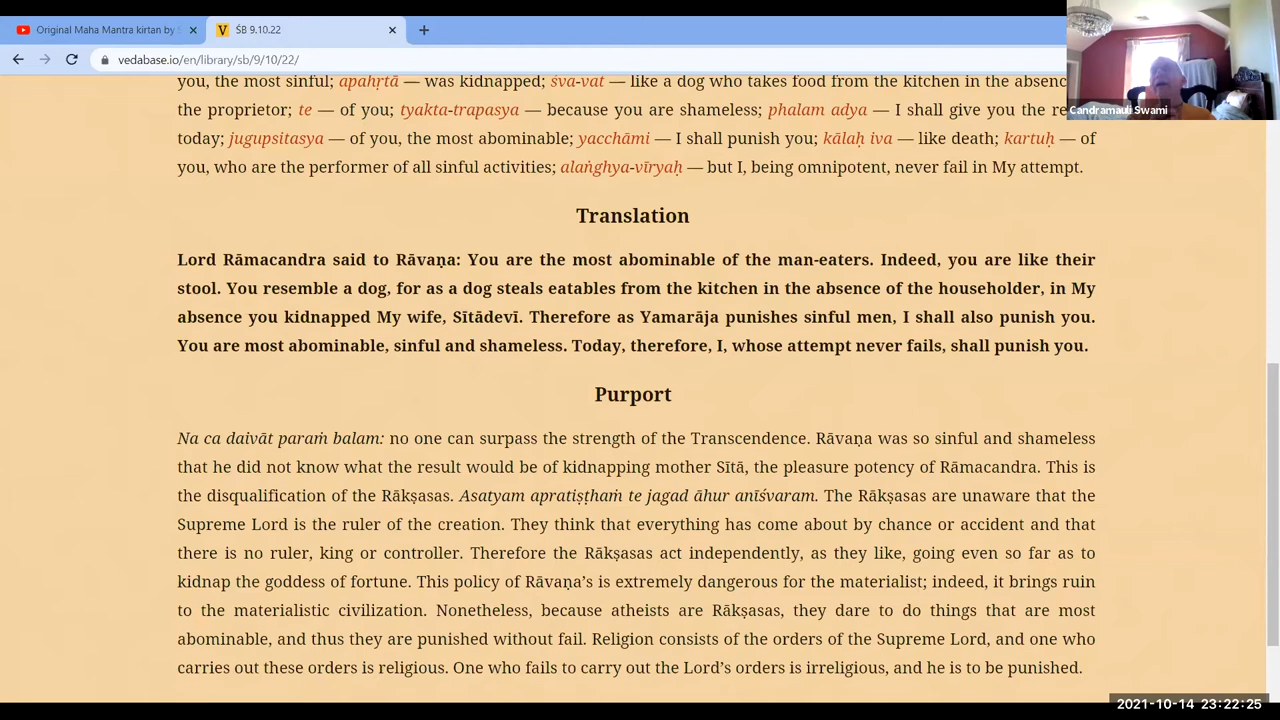 Original Maha Mantra kirtan by
ŚB 9.10.22
vedabase.io/en/library/sb/9/10/22/
you, the most sinful; apahṛtā — was kidnapped; śva-vat — like a dog who takes food from the kitchen in the absenc
the proprietor; te — of you; tyakta-trapasya — because you are shameless; phalam adya — I shall give you the re
Candramauli Swami
today; jugupsitasya — of you, the most abominable; yacchāmi — I shall punish you; kālaḥ iva — like death; kartuḥ — of
you, who are the performer of all sinful activities; alaṅghya-vīryaḥ — but I, being omnipotent, never fail in My attempt.
Translation
Lord Rāmacandra said to Rāvaṇa: You are the most abominable of the man-eaters. Indeed, you are like their
stool. You resemble a dog, for as a dog steals eatables from the kitchen in the absence of the householder, in My
absence you kidnapped My wife, Sītādevī. Therefore as Yamarāja punishes sinful men, I shall also punish you.
You are most abominable, sinful and shameless. Today, therefore, I, whose attempt never fails, shall punish you.
Purport
Na ca daivāt paraṁ balam: no one can surpass the strength of the Transcendence. Rāvaṇa was so sinful and shameless
that he did not know what the result would be of kidnapping mother Sītā, the pleasure potency of Rāmacandra. This is
the disqualification of the Rākṣasas. Asatyam apratiṣṭhaṁ te jagad āhur anīśvaram. The Rākṣasas are unaware that the
Supreme Lord is the ruler of the creation. They think that everything has come about by chance or accident and that
there is no ruler, king or controller. Therefore the Rākṣasas act independently, as they like, going even so far as to
kidnap the goddess of fortune. This policy of Rāvaṇa’s is extremely dangerous for the materialist; indeed, it brings ruin
to the materialistic civilization. Nonetheless, because atheists are Rākṣasas, they dare to do things that are most
abominable, and thus they are punished without fail. Religion consists of the orders of the Supreme Lord, and one who
carries out these orders is religious. One who fails to carry out the Lord’s orders is irreligious, and he is to be punished.
2021-10-14 23:22:25